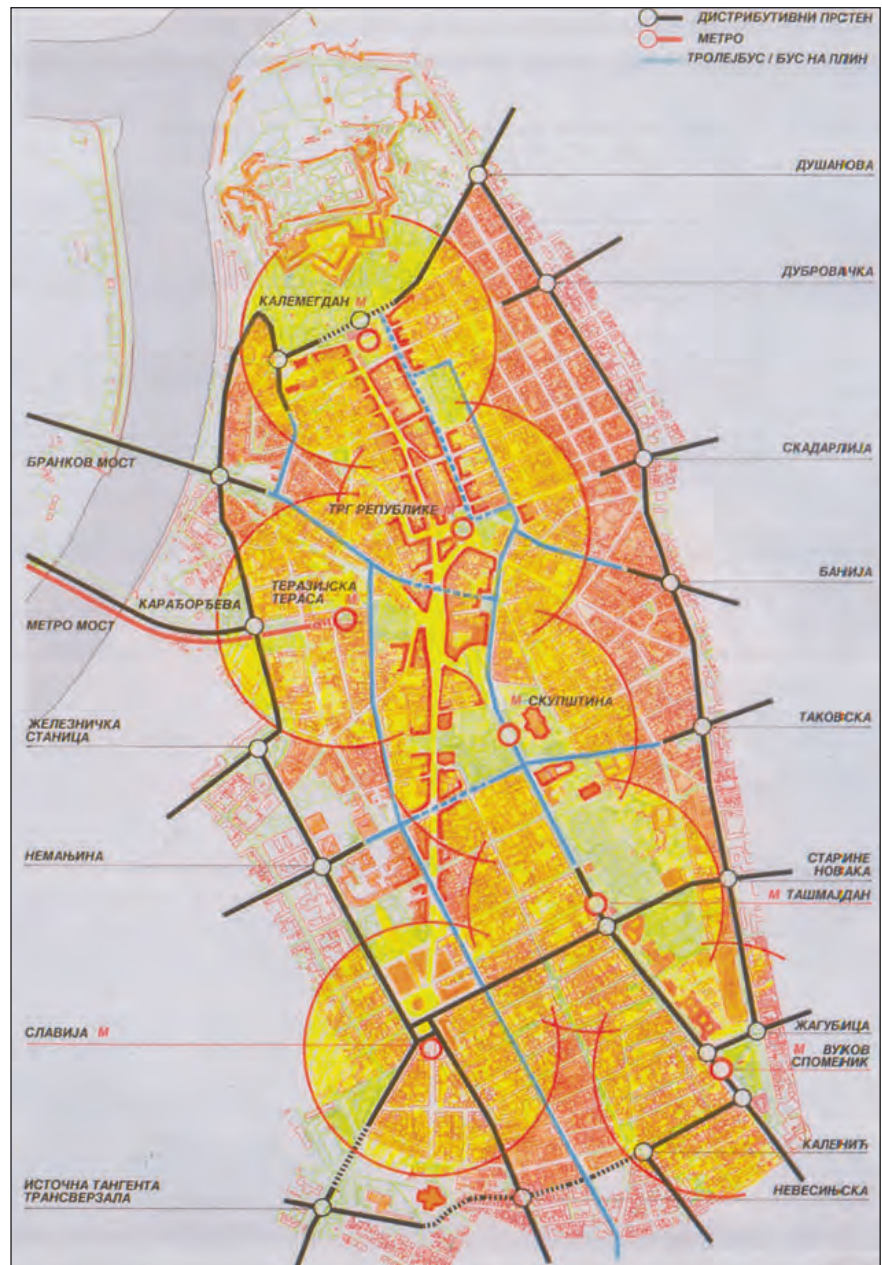 ДИСТРИБУТИВНИ ПРСТЕН
МЕТРО
ТРОЛЕЈБУС / БУС НА ПЛИН
ДУШАНОВА
ДУБРОВАЧКА
КАЛЕМЕГДАН М
СКАДАРЛИЈА
БРАНКОВ МОСТ
ТРГ РЕПУБЛИКЕ М
БАНИЈА
ТЕРАЗИЈСКА
ТЕРАСА
М
КАРАЂОРЂЕВА
МЕТРО МОСТ
М СКУПШТИНА
ТАКОВСКА
ЖЕЛЕЗНИЧКА
СТАНИЦА
НЕМАЊИНА
СТАРИНЕ
НОВАКА
М ТАШМАЈДАН
СЛАВИЈА М
ЖАГУБИЦА
М ВУКОВ
СПОМЕНИК
КАЛЕНИЋ
ИСТОЧНА ТАНГЕНТА
ТРАНСВЕРЗАЛА
НЕВЕСИЊСКА